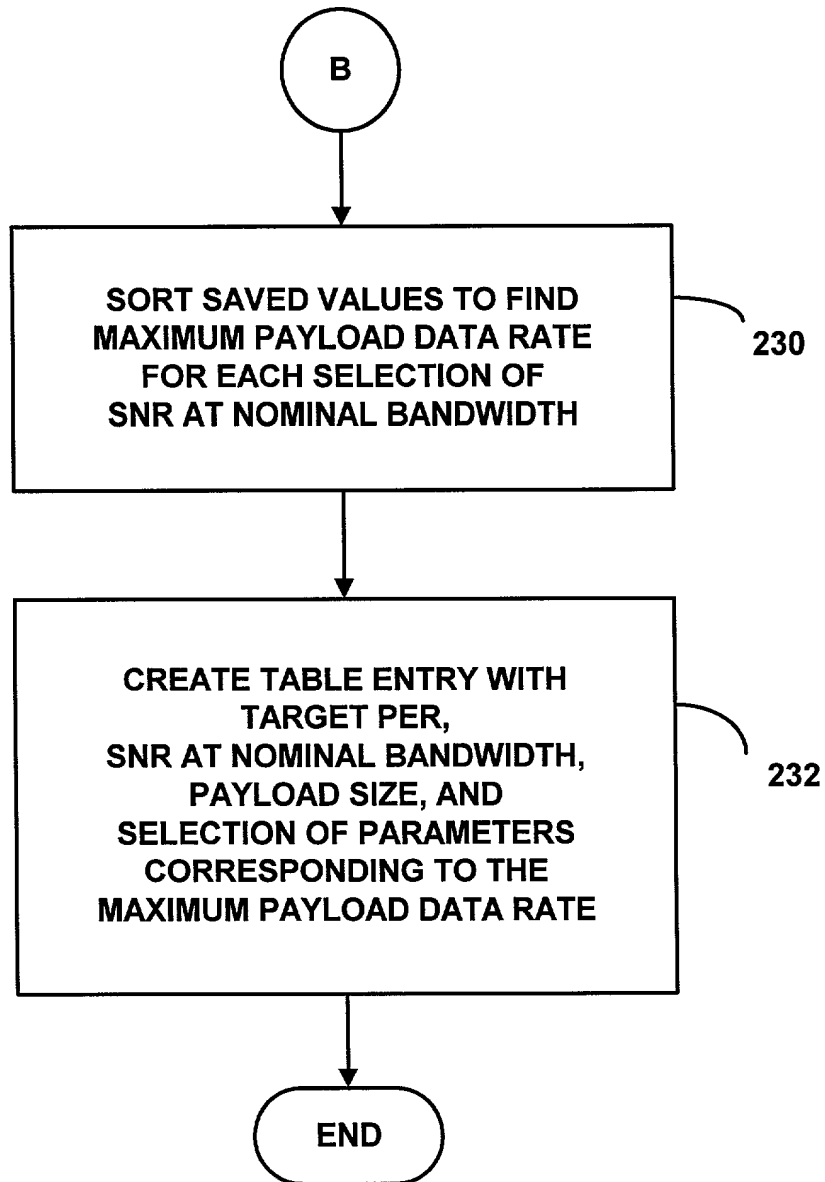 B
SORT SAVED VALUES TO FIND
MAXIMUM PAYLOAD DATA RATE
FOR EACH SELECTION OF
SNR AT NOMINAL BANDWIDTH
230
CREATE TABLE ENTRY WITH
TARGET PER,
SNR AT NOMINAL BANDWIDTH,
PAYLOAD SIZE, AND
SELECTION OF PARAMETERS
CORRESPONDING TO THE
MAXIMUM PAYLOAD DATA RATE
232
END